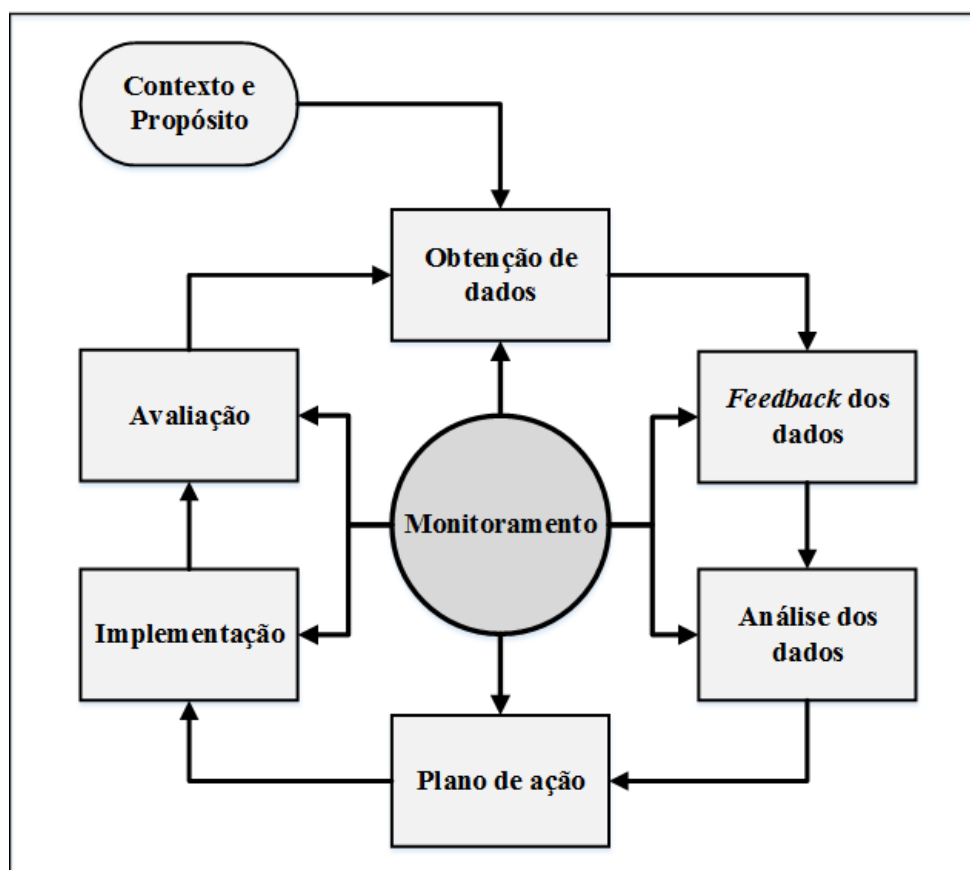 Contexto e
Propósito
Obtenção de
dados
Avaliação
Feedback dos
dados
Monitoramento
Implementação
Análise dos
dados
Plano de ação